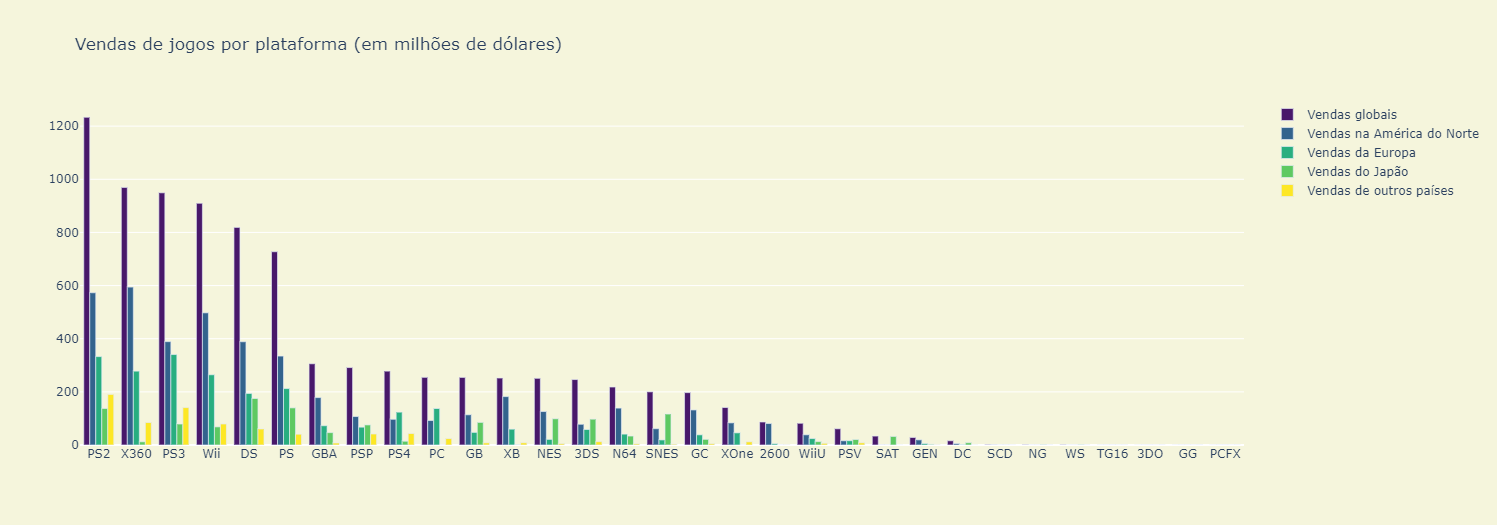 Vendas de jogos por plataforma (em milhões de dólares)
Vendas globais
Vendas na América do Norte
Vendas da Europa
Vendas do Japão
Vendas de outros países
1200
1000
800
600
400
200
0
PS2 X360 PS3 Wii DS PS GBA PSP PS4 PC GB XB NES 3DS N64 SNES GC XOne 2600 WiiU PSV SAT GEN DC SCD NG WS TG16 3DO GG PCFX